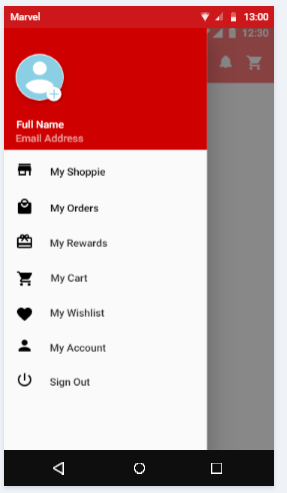 Marvel 13:00
12:30
Full Name
Email Address
My Shoppie
My Orders
My Rewards
My Cart
My Wishlist
My Account
Sign Out